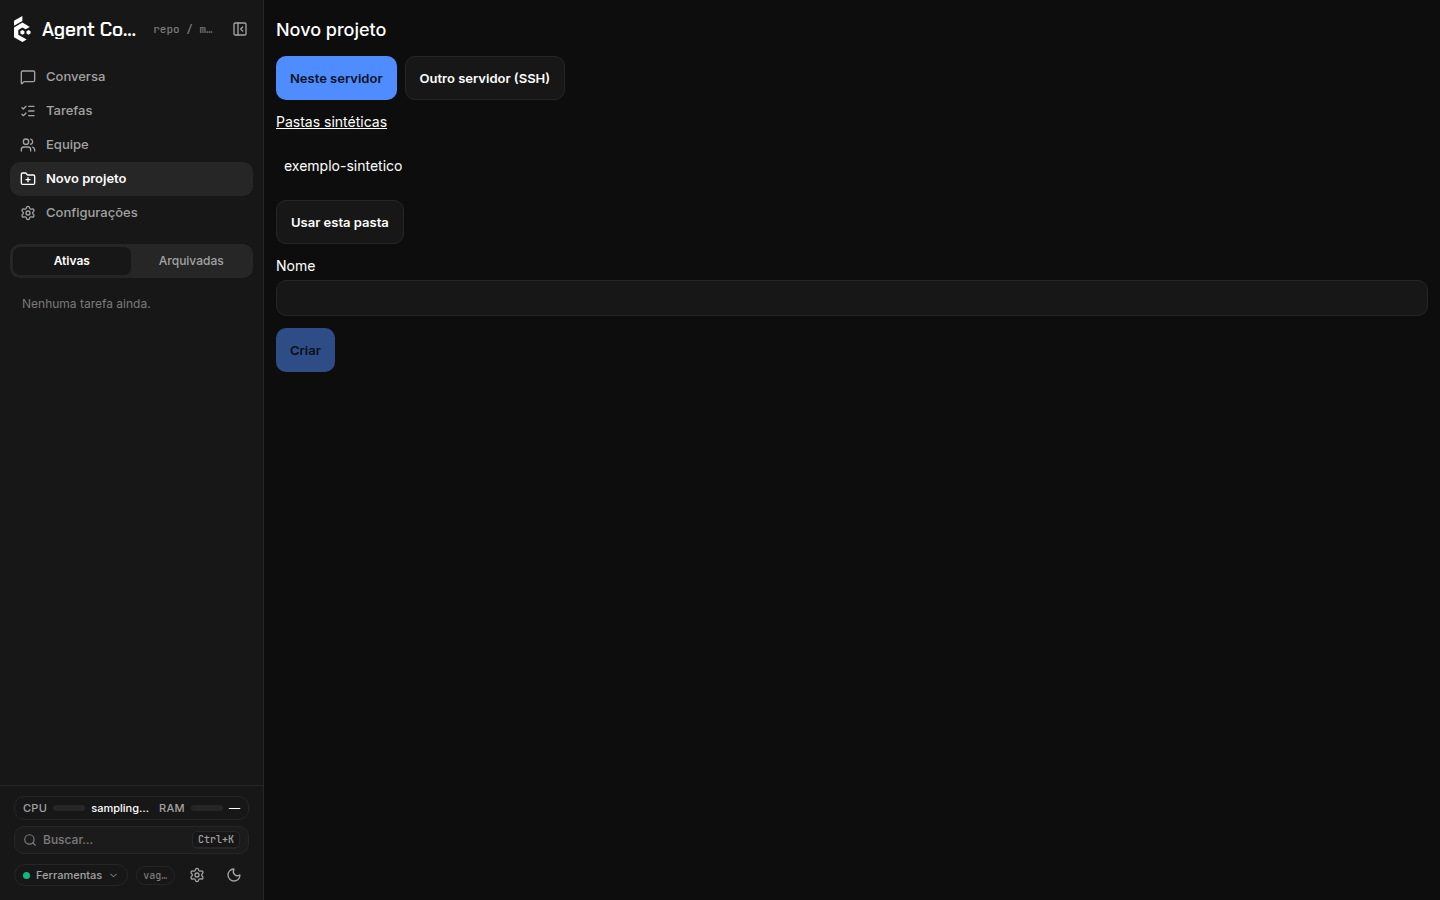 Agent Co... repo / m…
Conversa
Tarefas
Equipe
Novo projeto
Configurações
Ativas Arquivadas
Nenhuma tarefa ainda.
CPU sampling... RAM —
Buscar... Ctrl+K
Ferramentas vag…
Novo projeto
Neste servidor Outro servidor (SSH)
Pastas sintéticas
exemplo-sintetico
Usar esta pasta
Nome
Criar